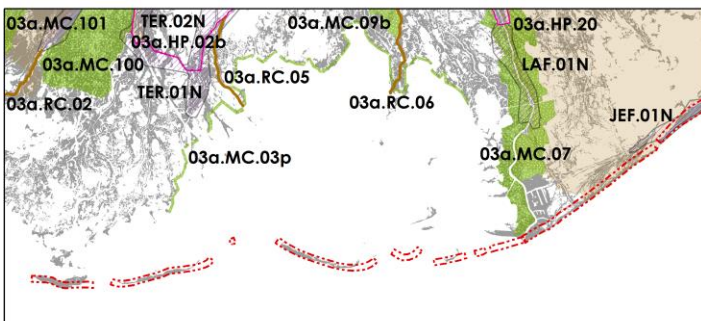 03a.MC.101
TER.02N
03a.MC.09b
03a.HP.20
03a.HP.02b
03a.MC.100
LAF.01N
03a.RC.05
TER.01N
03a.RC.02
03a.RC.06
JEF.01N
03a.MC.03p
03a.MC.07